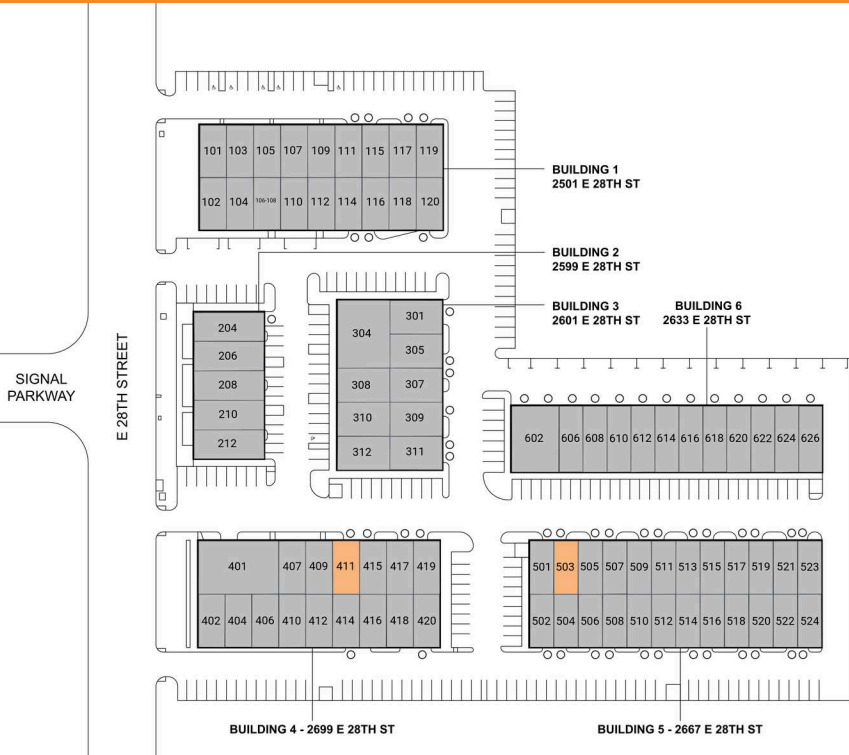 101 103 105 107 109 111 115 117 119
102 104 106-108 110 112 114 116 118 120
BUILDING 1
2501 E 28TH ST
BUILDING 2
2599 E 28TH ST
BUILDING 3
2601 E 28TH ST
BUILDING 6
2633 E 28TH ST
204
206
208
210
212
304
301
305
308
307
310
309
312
311
SIGNAL
PARKWAY
E 28TH STREET
602 606 608 610 612 614 616 618 620 622 624 626
401 407 409 411 415 417 419
402 404 406 410 412 414 416 418 420
501 503 505 507 509 511 513 515 517 519 521 523
502 504 506 508 510 512 514 516 518 520 522 524
BUILDING 4 - 2699 E 28TH ST
BUILDING 5 - 2667 E 28TH ST